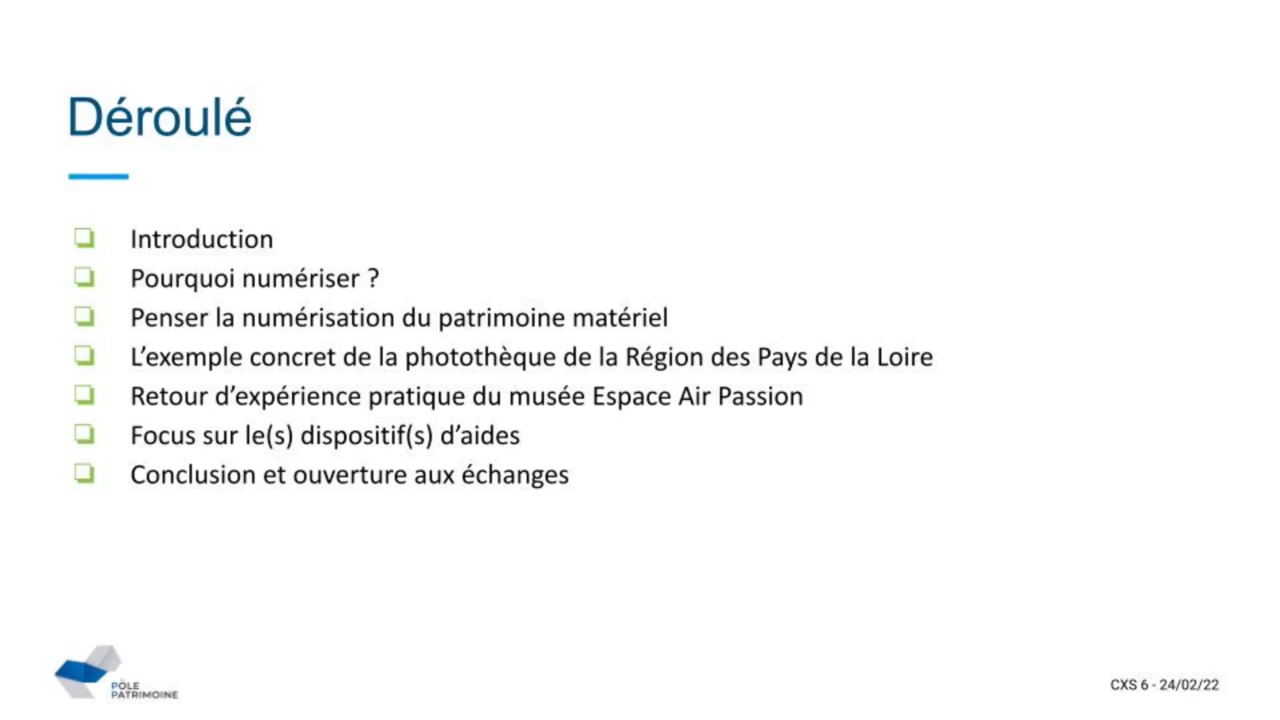 Déroulé
Introduction
Pourquoi numériser ?
Penser la numérisation du patrimoine matériel
L’exemple concret de la photothèque de la Région des Pays de la Loire
Retour d’expérience pratique du musée Espace Air Passion
Focus sur le(s) dispositif(s) d’aides
Conclusion et ouverture aux échanges
PÔLE
PATRIMOINE
CXS 6 - 24/02/22